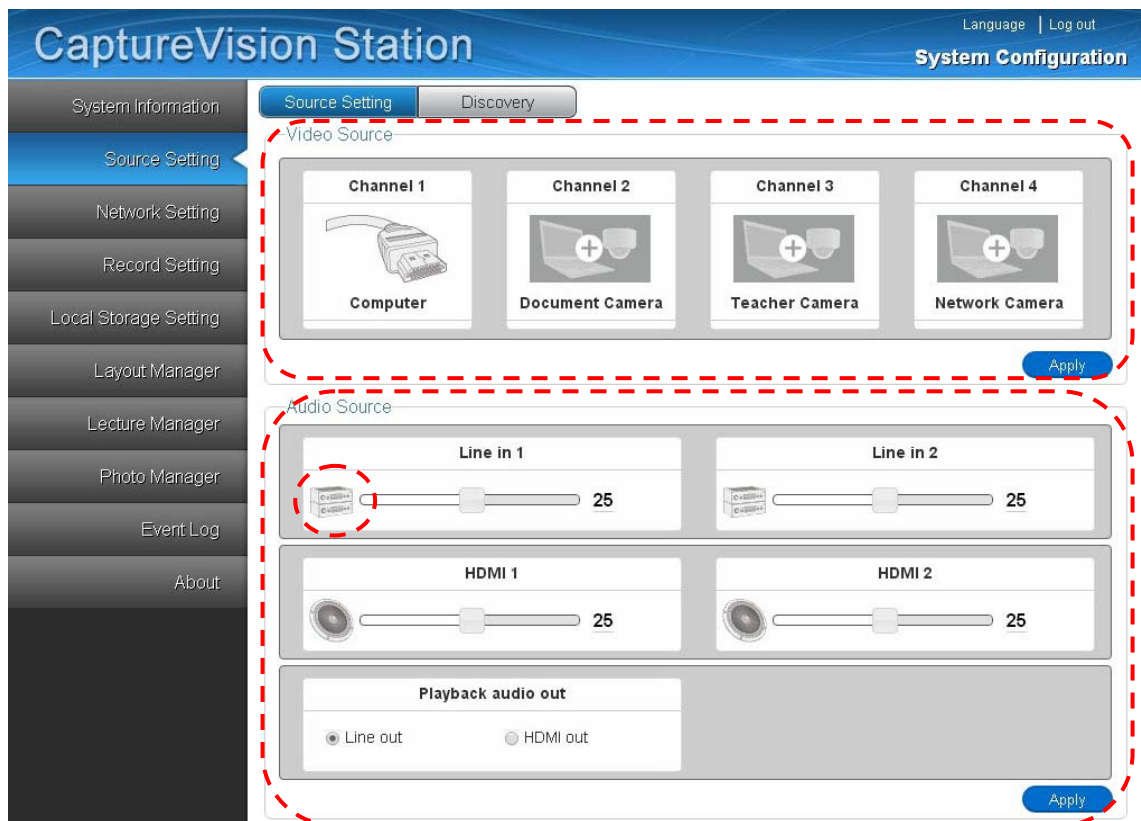 CaptureVision Station
Language | Log out
System Configuration
System Information
Source Setting
Network Setting
Record Setting
Local Storage Setting
Layout Manager
Lecture Manager
Photo Manager
Event Log
About
Source Setting
Discovery
Video Source
Channel 1
Computer
Channel 2
Document Camera
Channel 3
Teacher Camera
Channel 4
Network Camera
Apply
Audio Source
Line in 1
25
Line in 2
25
HDMI 1
25
HDMI 2
25
Playback audio out
Line out
HDMI out
Apply